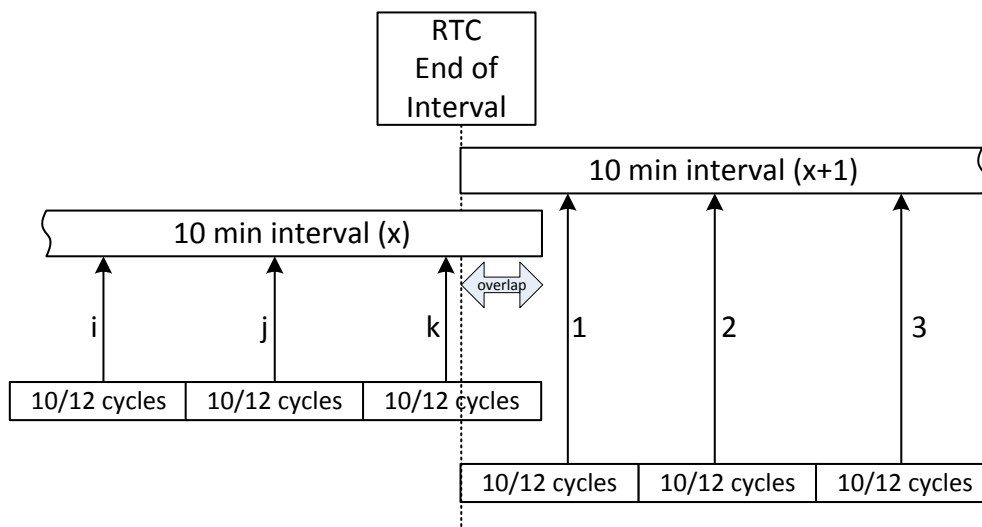 RTC
End of
Interval
10 min interval (x+1)
10 min interval (x)
overlap
i
j
k
1
2
3
10/12 cycles
10/12 cycles
10/12 cycles
10/12 cycles
10/12 cycles
10/12 cycles